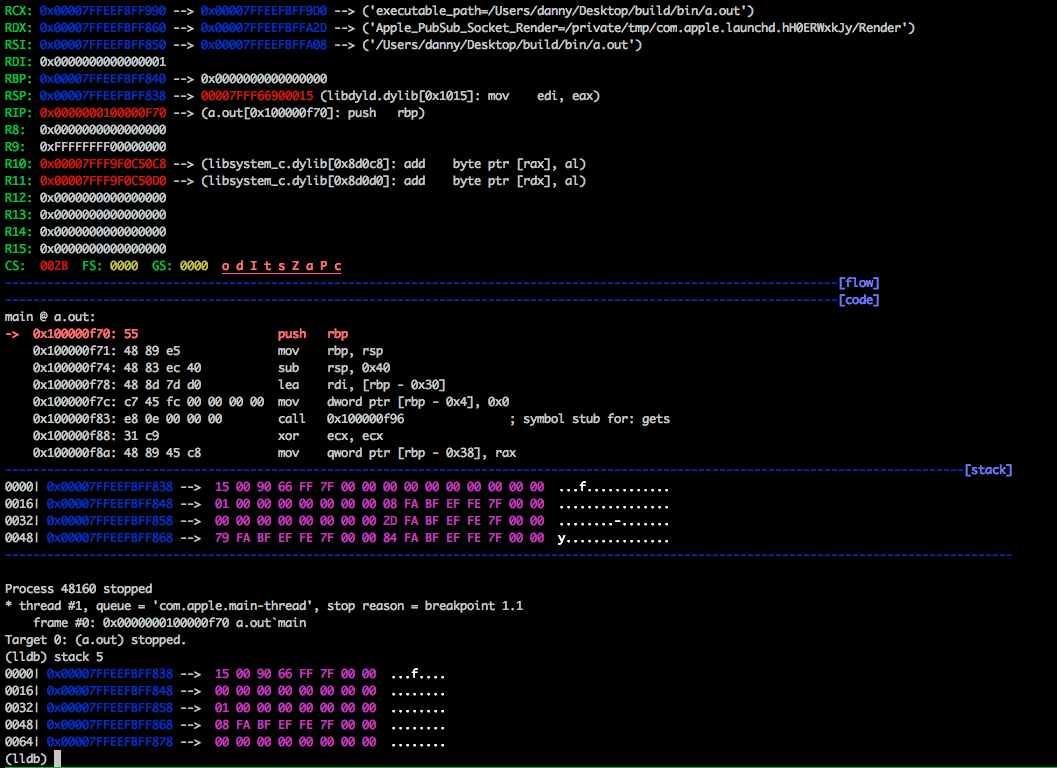 RCX: 0x00007FFEEFBFF990 --> 0x00007FFEEFBFF9D0 --> ('executable_path=/Users/danny/Desktop/build/bin/a.out')
RDX: 0x00007FFEEFBFF860 --> 0x00007FFEEFBFFA2D --> ('Apple_PubSub_Socket_Render=/private/tmp/com.apple.launchd.hH0ERWxkJy/Render')
RSI: 0x00007FFEEFBFF850 --> 0x00007FFEEFBFFA08 --> ('/Users/danny/Desktop/build/bin/a.out')
RDI: 0x0000000000000001
RBP: 0x00007FFEEFBFF840 --> 0x0000000000000000
RSP: 0x00007FFEEFBFF838 --> 00007FFF66900015 (libdyld.dylib[0x1015]: mov    edi, eax)
RIP: 0x0000000100000F70 --> (a.out[0x100000f70]: push   rbp)
R8:  0x0000000000000000
R9:  0xFFFFFFFF00000000
R10: 0x00007FFF9F0C50C8 --> (libsystem_c.dylib[0x8d0c8]: add    byte ptr [rax], al)
R11: 0x00007FFF9F0C50D0 --> (libsystem_c.dylib[0x8d0d0]: add    byte ptr [rdx], al)
R12: 0x0000000000000000
R13: 0x0000000000000000
R14: 0x0000000000000000
R15: 0x0000000000000000
CS:  002B  FS: 0000  GS: 0000  o d I t s Z a P c
[flow]
[code]
main @ a.out:
->  0x100000f70: 55                    push   rbp
    0x100000f71: 48 89 e5              mov    rbp, rsp
    0x100000f74: 48 83 ec 40           sub    rsp, 0x40
    0x100000f78: 48 8d 7d d0           lea    rdi, [rbp - 0x30]
    0x100000f7c: c7 45 fc 00 00 00 00  mov    dword ptr [rbp - 0x4], 0x0
    0x100000f83: e8 0e 00 00 00        call   0x100000f96               ; symbol stub for: gets
    0x100000f88: 31 c9                 xor    ecx, ecx
    0x100000f8a: 48 89 45 c8           mov    qword ptr [rbp - 0x38], rax
[stack]
0000| 0x00007FFEEFBFF838 -->  15 00 90 66 FF 7F 00 00 00 00 00 00 00 00 00 00  ...f............
0016| 0x00007FFEEFBFF848 -->  01 00 00 00 00 00 00 00 08 FA BF EF FE 7F 00 00  ................
0032| 0x00007FFEEFBFF858 -->  00 00 00 00 00 00 00 00 2D FA BF EF FE 7F 00 00  ........-.......
0048| 0x00007FFEEFBFF868 -->  79 FA BF EF FE 7F 00 00 84 FA BF EF FE 7F 00 00  y...............
Process 48160 stopped
* thread #1, queue = 'com.apple.main-thread', stop reason = breakpoint 1.1
    frame #0: 0x0000000100000f70 a.out`main
Target 0: (a.out) stopped.
(lldb) stack 5
0000| 0x00007FFEEFBFF838 -->  15 00 90 66 FF 7F 00 00  ...f....
0016| 0x00007FFEEFBFF848 -->  00 00 00 00 00 00 00 00  ........
0032| 0x00007FFEEFBFF858 -->  01 00 00 00 00 00 00 00  ........
0048| 0x00007FFEEFBFF868 -->  08 FA BF EF FE 7F 00 00  ........
0064| 0x00007FFEEFBFF878 -->  00 00 00 00 00 00 00 00  ........
(lldb)